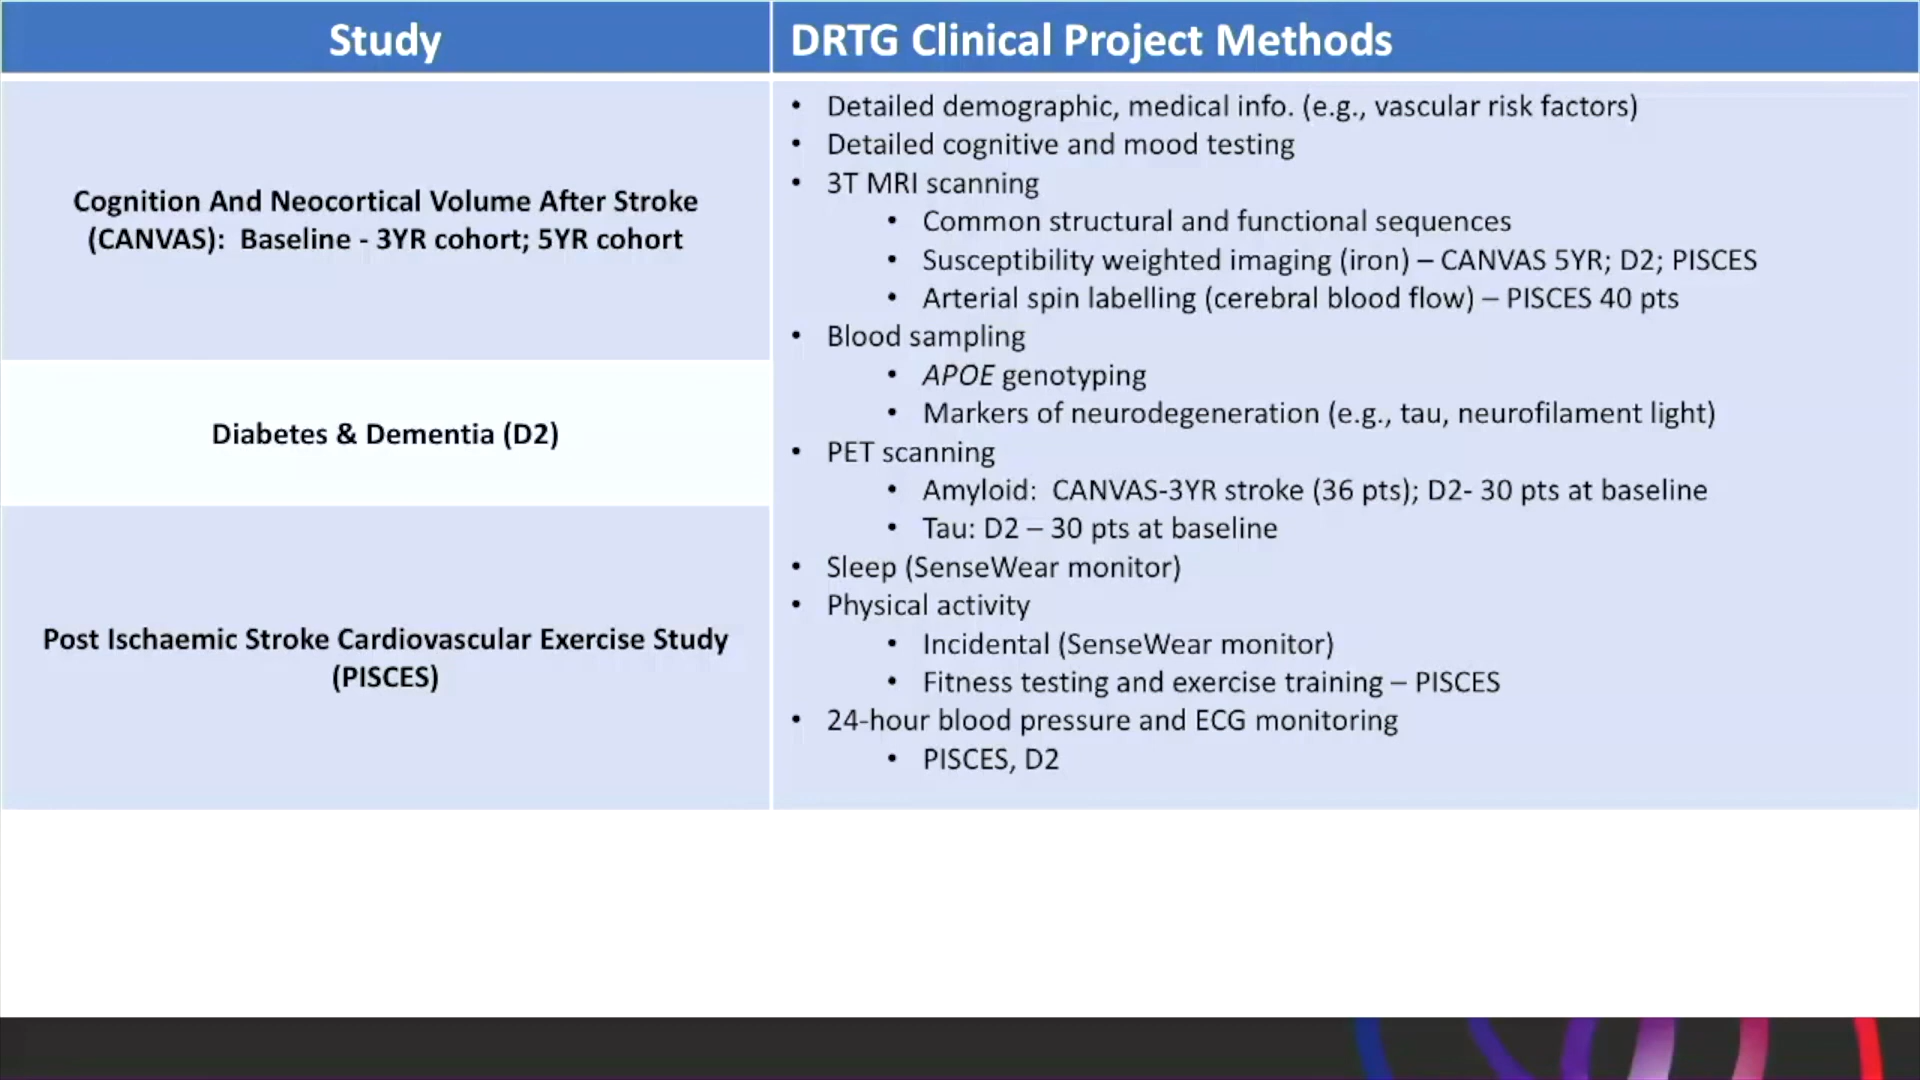 Study
DRTG Clinical Project Methods
Cognition And Neocortical Volume After Stroke
(CANVAS):  Baseline - 3YR cohort; 5YR cohort
Diabetes & Dementia (D2)
Post Ischaemic Stroke Cardiovascular Exercise Study
(PISCES)
• Detailed demographic, medical info. (e.g., vascular risk factors)
• Detailed cognitive and mood testing
• 3T MRI scanning
• Common structural and functional sequences
• Susceptibility weighted imaging (iron) – CANVAS 5YR; D2; PISCES
• Arterial spin labelling (cerebral blood flow) – PISCES 40 pts
• Blood sampling
• APOE genotyping
• Markers of neurodegeneration (e.g., tau, neurofilament light)
• PET scanning
• Amyloid:  CANVAS-3YR stroke (36 pts); D2- 30 pts at baseline
• Tau: D2 – 30 pts at baseline
• Sleep (SenseWear monitor)
• Physical activity
• Incidental (SenseWear monitor)
• Fitness testing and exercise training – PISCES
• 24-hour blood pressure and ECG monitoring
• PISCES, D2